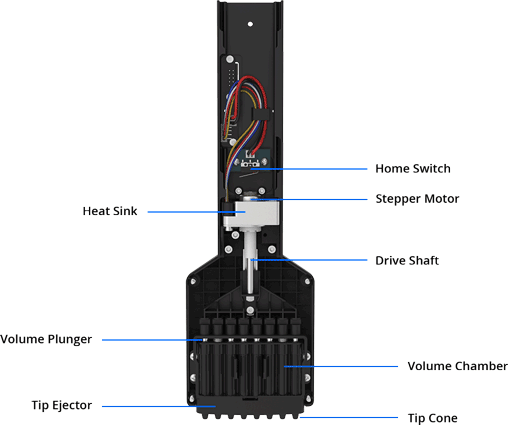 Home Switch
Stepper Motor
Heat Sink
Drive Shaft
Volume Plunger
Volume Chamber
Tip Ejector
Tip Cone